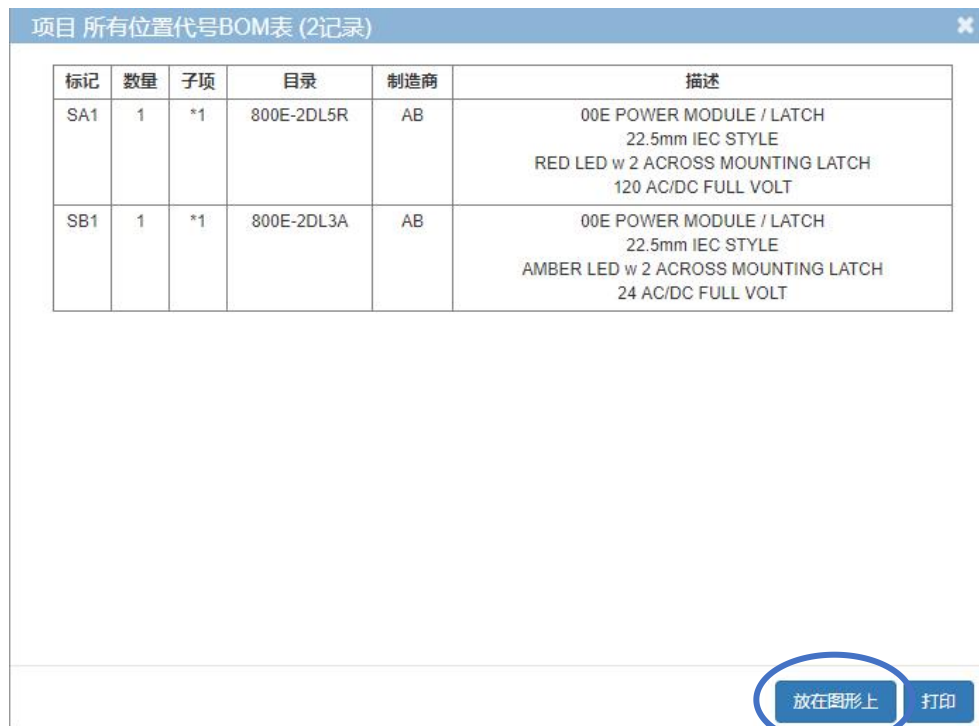 项目 所有位置代号BOM表 (2记录)
标记 数量 子项 目录 制造商 描述
SA1 1 *1 800E-2DL5R AB 00E POWER MODULE / LATCH
22.5mm IEC STYLE
RED LED w 2 ACROSS MOUNTING LATCH
120 AC/DC FULL VOLT
SB1 1 *1 800E-2DL3A AB 00E POWER MODULE / LATCH
22.5mm IEC STYLE
AMBER LED w 2 ACROSS MOUNTING LATCH
24 AC/DC FULL VOLT
放在图形上 打印